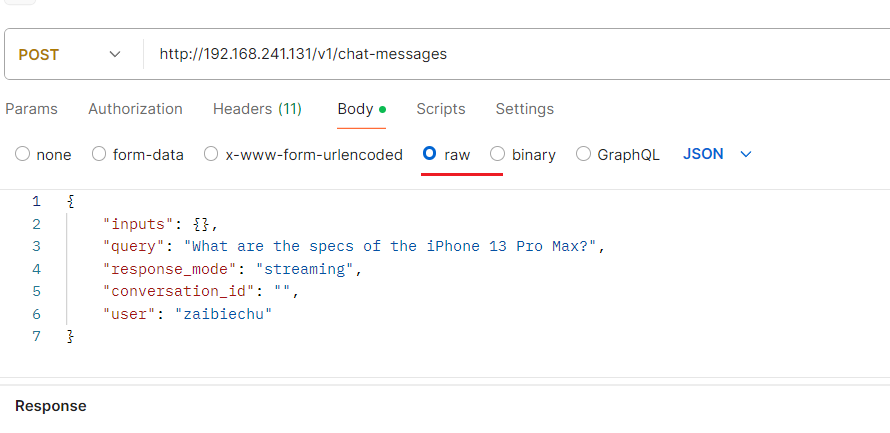 POST http://192.168.241.131/v1/chat-messages
Params Authorization Headers (11) Body Scripts Settings
none form-data x-www-form-urlencoded raw binary GraphQL JSON
1 {
2 "inputs": {},
3 "query": "What are the specs of the iPhone 13 Pro Max?",
4 "response_mode": "streaming",
5 "conversation_id": "",
6 "user": "zaibiechu"
7 }
Response